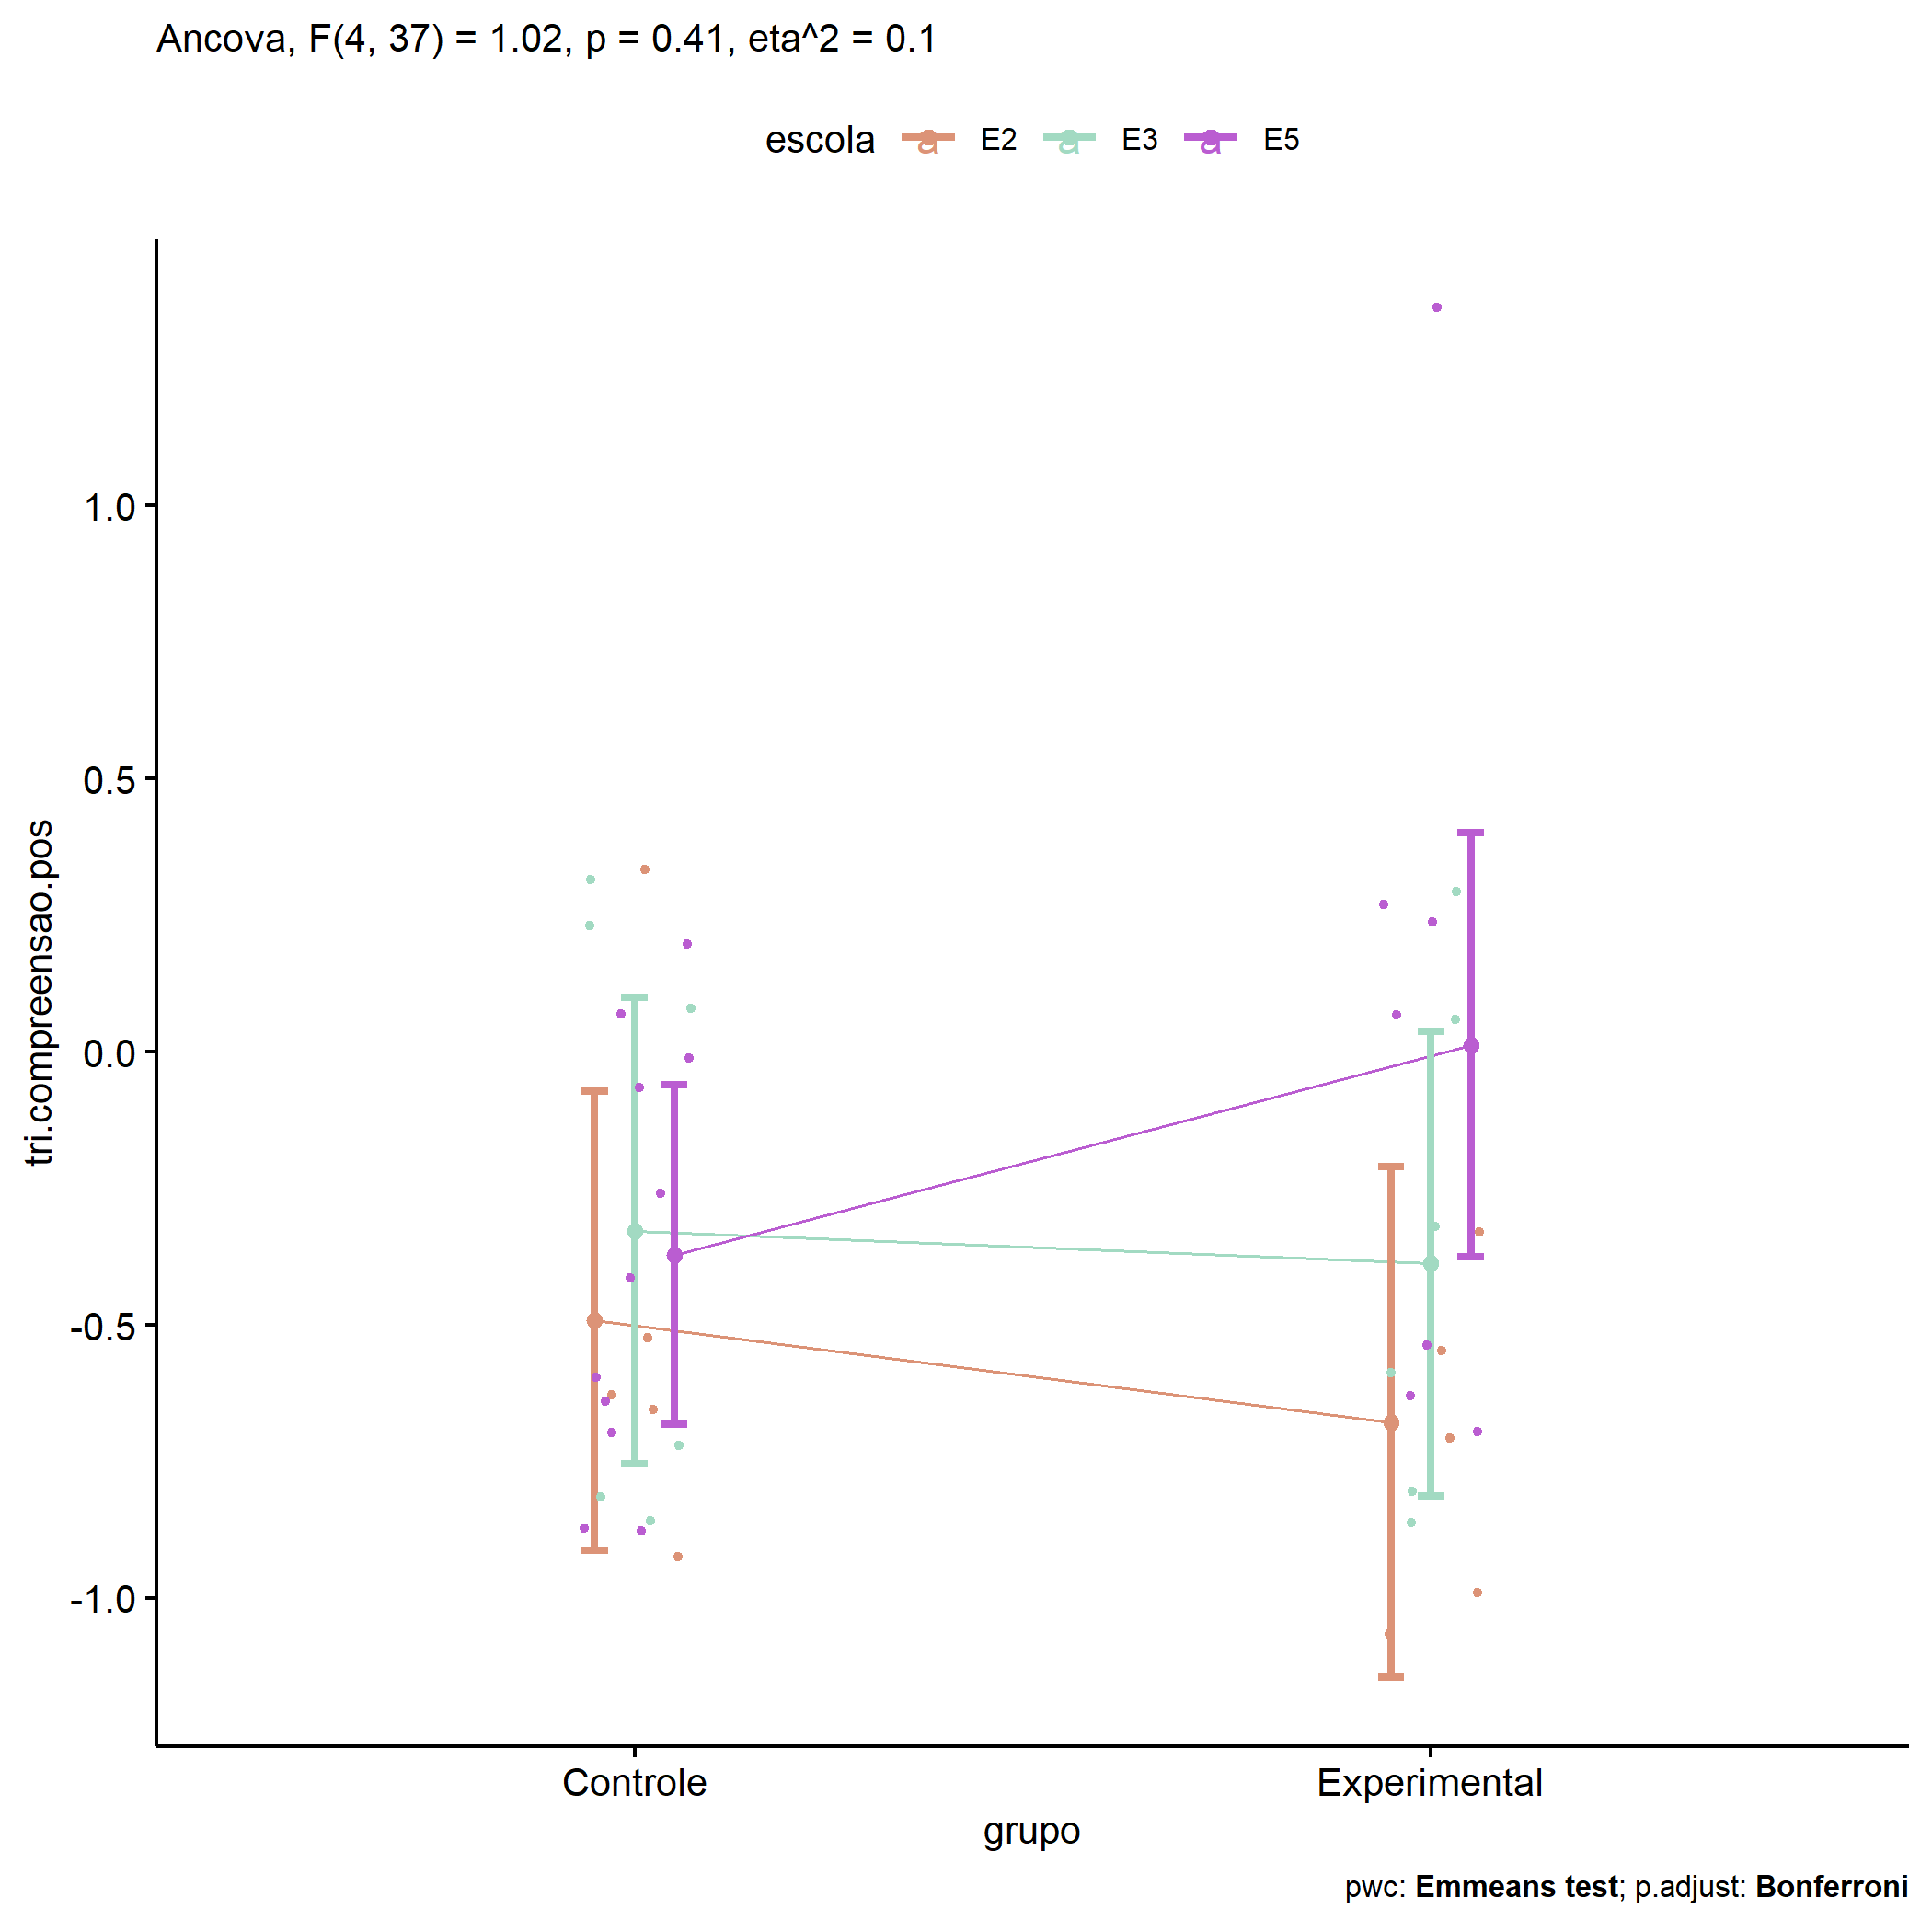 Ancova, F(4, 37) = 1.02, p = 0.41, eta^2 = 0.1
escola a E2 a E3 a E5
1.0
0.5
0.0
-0.5
-1.0
tri.compreensao.pos
Controle Experimental
grupo
pwc: Emmeans test; p.adjust: Bonferroni